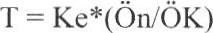 T = Ke*(Ön/ÖK)